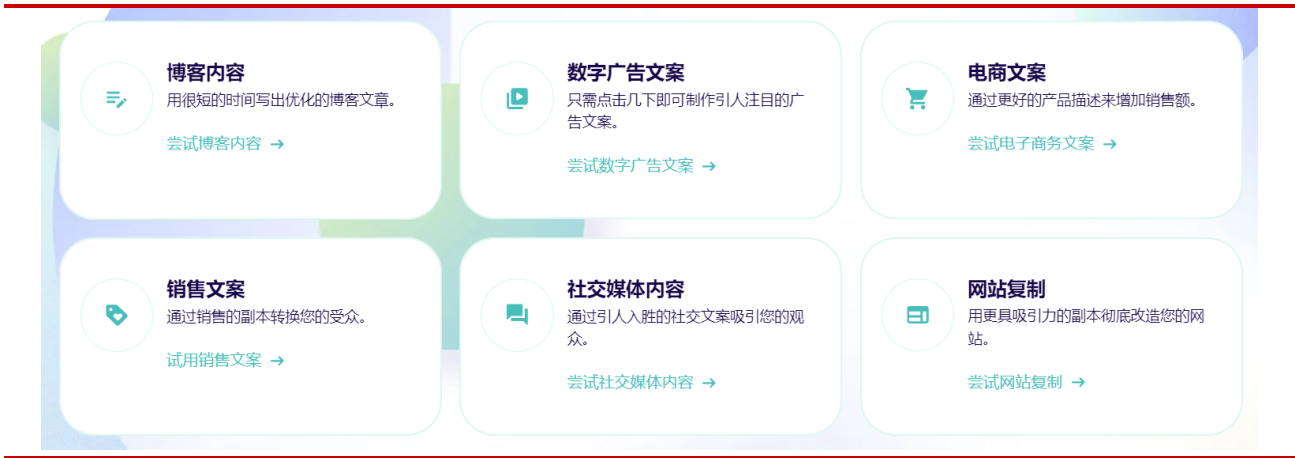 博客内容
用很短的时间写出优化的博客文章。
尝试博客内容 →
数字广告文案
只需点击几下即可制作引人注目的广
告文案。
尝试数字广告文案 →
电商文案
通过更好的产品描述来增加销售额。
尝试电子商务文案 →
销售文案
通过销售的副本转换您的受众。
试用销售文案 →
社交媒体内容
通过引人入胜的社交文案吸引您的观
众。
尝试社交媒体内容 →
网站复制
用更具吸引力的副本彻底改造您的网
站。
尝试网站复制 →